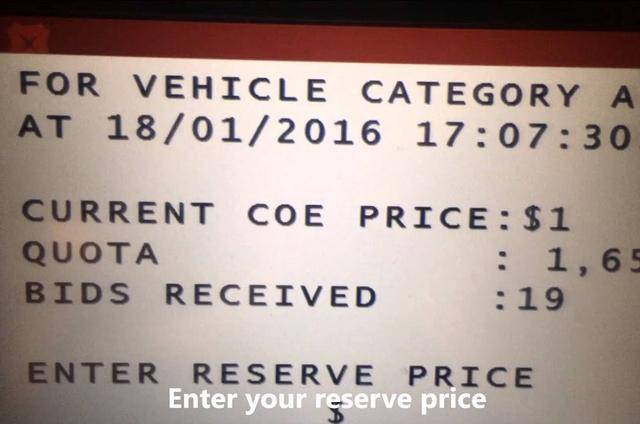 FOR VEHICLE CATEGORY A
AT 18/01/2016 17:07:30
CURRENT COE PRICE:$1
QUOTA : 1,65
BIDS RECEIVED :19
ENTER RESERVE PRICE
Enter your reserve price
$